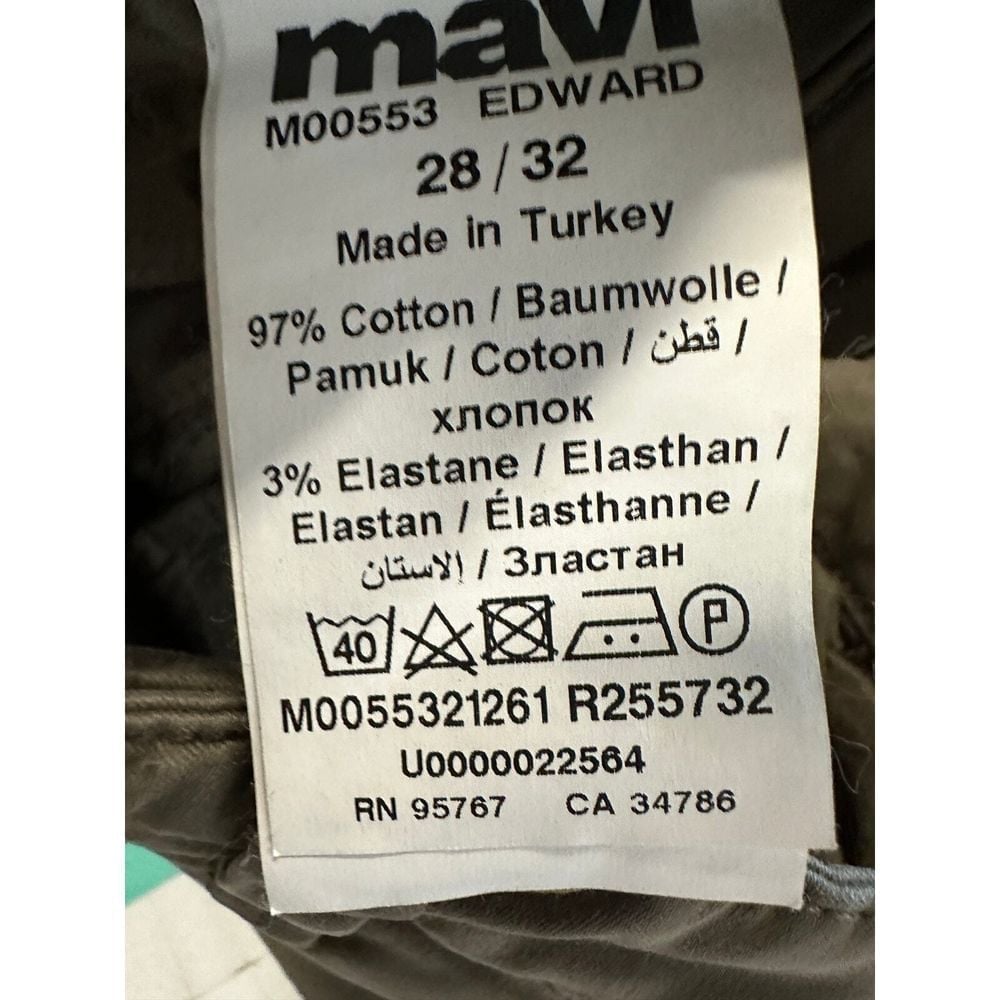 mavi
M00553 EDWARD
28 / 32
Made in Turkey
97% Cotton / Baumwolle /
Pamuk / Coton / قطن /
хлопок
3% Elastane / Elasthan /
Elastan / Élasthanne /
الاستان / Зластан
40 P
M0055321261 R255732
U0000022564
RN 95767 CA 34786